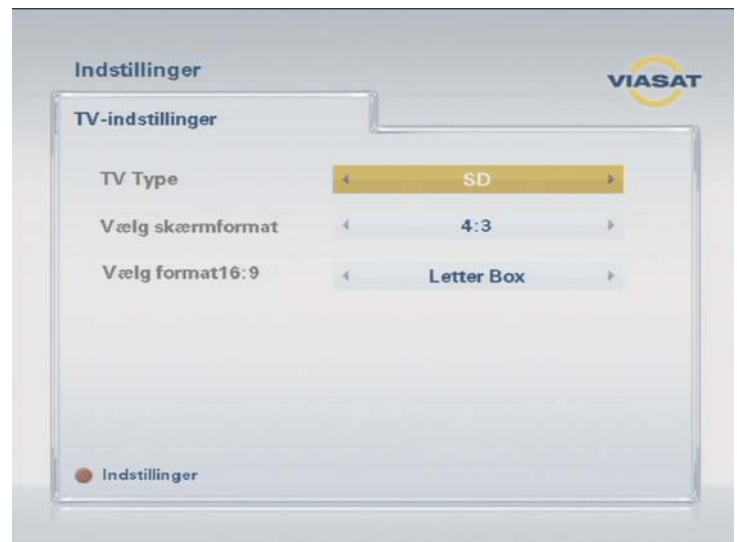 Indstillinger
VIASAT
TV-indstillinger
TV Type SD
Vælg skærmformat 4:3
Vælg format16:9 Letter Box
Indstillinger